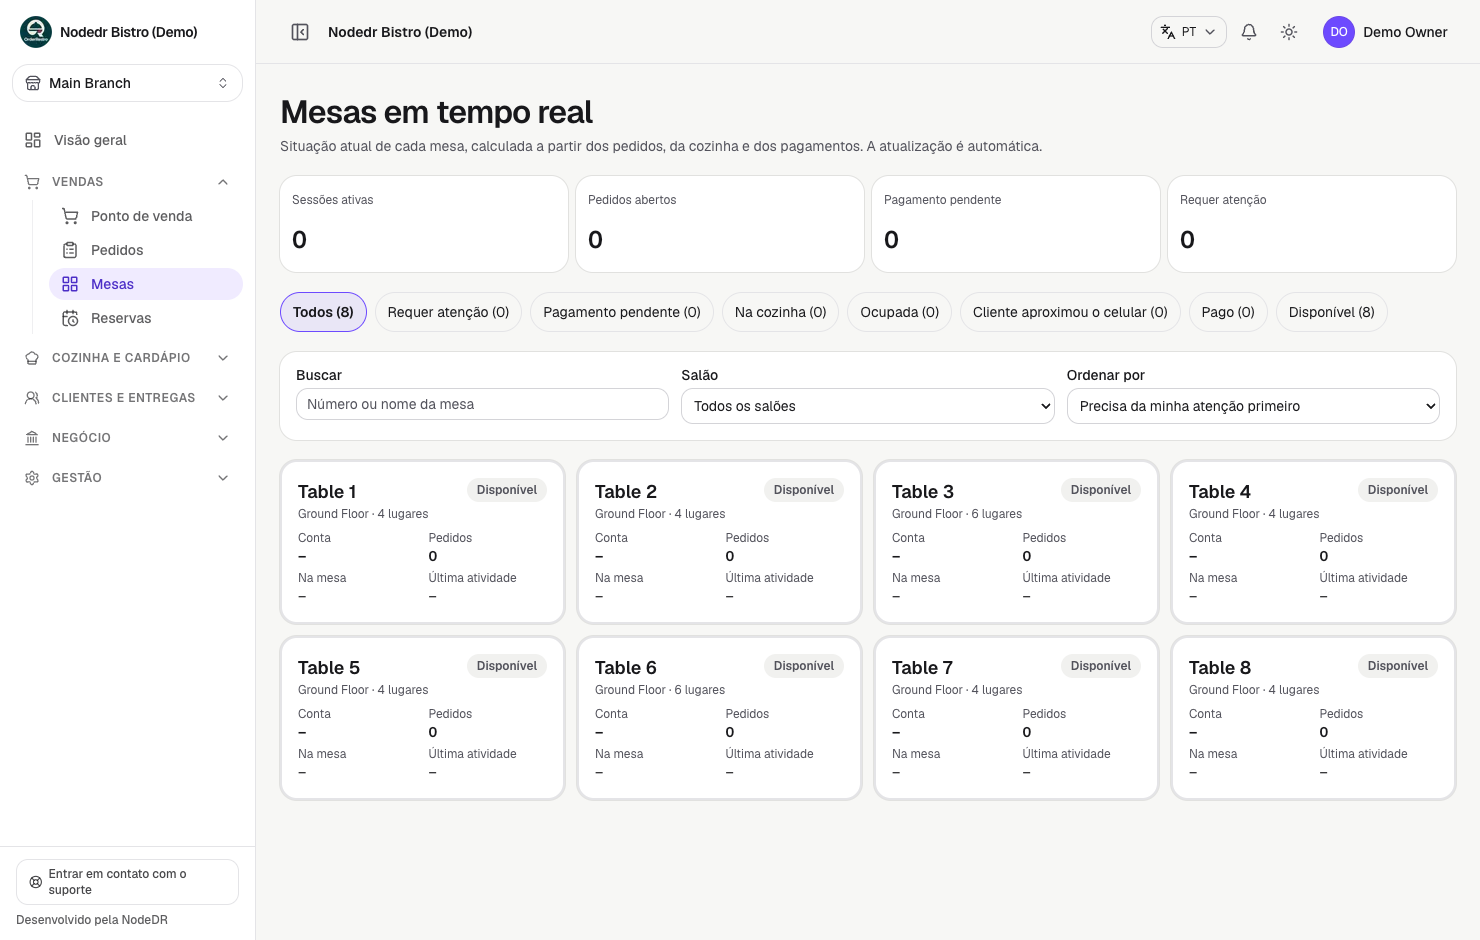 Nodedr Bistro (Demo)
Main Branch
Visão geral
VENDAS
Ponto de venda
Pedidos
Mesas
Reservas
COZINHA E CARDÁPIO
CLIENTES E ENTREGAS
NEGÓCIO
GESTÃO
Entrar em contato com o
suporte
Desenvolvido pela NodeDR
Nodedr Bistro (Demo)
PT
DO
Demo Owner
Mesas em tempo real
Situação atual de cada mesa, calculada a partir dos pedidos, da cozinha e dos pagamentos. A atualização é automática.
Sessões ativas
0
Pedidos abertos
0
Pagamento pendente
0
Requer atenção
0
Todos (8)
Requer atenção (0)
Pagamento pendente (0)
Na cozinha (0)
Ocupada (0)
Cliente aproximou o celular (0)
Pago (0)
Disponível (8)
Buscar
Número ou nome da mesa
Salão
Todos os salões
Ordenar por
Precisa da minha atenção primeiro
Table 1
Disponível
Ground Floor · 4 lugares
Conta
–
Pedidos
0
Na mesa
–
Última atividade
–
Table 2
Disponível
Ground Floor · 4 lugares
Conta
–
Pedidos
0
Na mesa
–
Última atividade
–
Table 3
Disponível
Ground Floor · 6 lugares
Conta
–
Pedidos
0
Na mesa
–
Última atividade
–
Table 4
Disponível
Ground Floor · 4 lugares
Conta
–
Pedidos
0
Na mesa
–
Última atividade
–
Table 5
Disponível
Ground Floor · 4 lugares
Conta
–
Pedidos
0
Na mesa
–
Última atividade
–
Table 6
Disponível
Ground Floor · 6 lugares
Conta
–
Pedidos
0
Na mesa
–
Última atividade
–
Table 7
Disponível
Ground Floor · 4 lugares
Conta
–
Pedidos
0
Na mesa
–
Última atividade
–
Table 8
Disponível
Ground Floor · 4 lugares
Conta
–
Pedidos
0
Na mesa
–
Última atividade
–